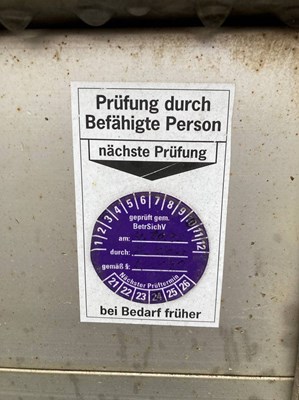 Prüfung durch
Befähigte Person
nächste Prüfung
1 2 3 4 5 6 7 8 9 10 11 12
geprüft gem.
BetrSichV
am:
durch:
gemäß §:
Nächster Prüftermin
21 22 23 24 25 26
bei Bedarf früher